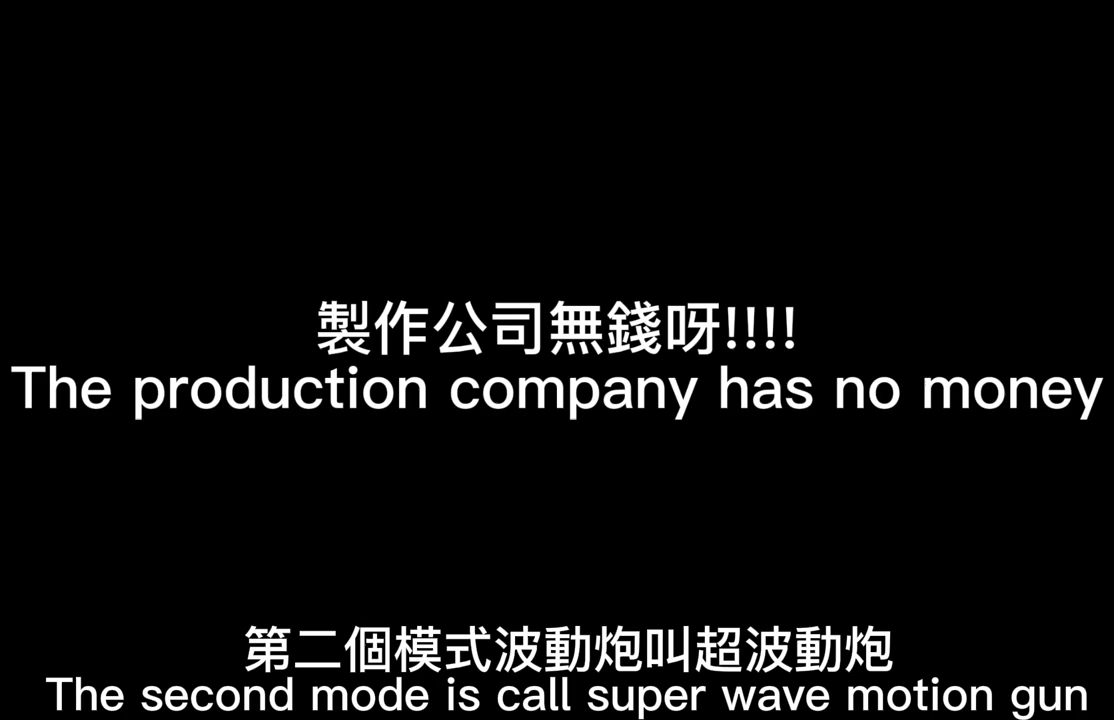 製作公司無錢呀!!!!
The production company has no money
第二個模式波動炮叫超波動炮
The second mode is call super wave motion gun